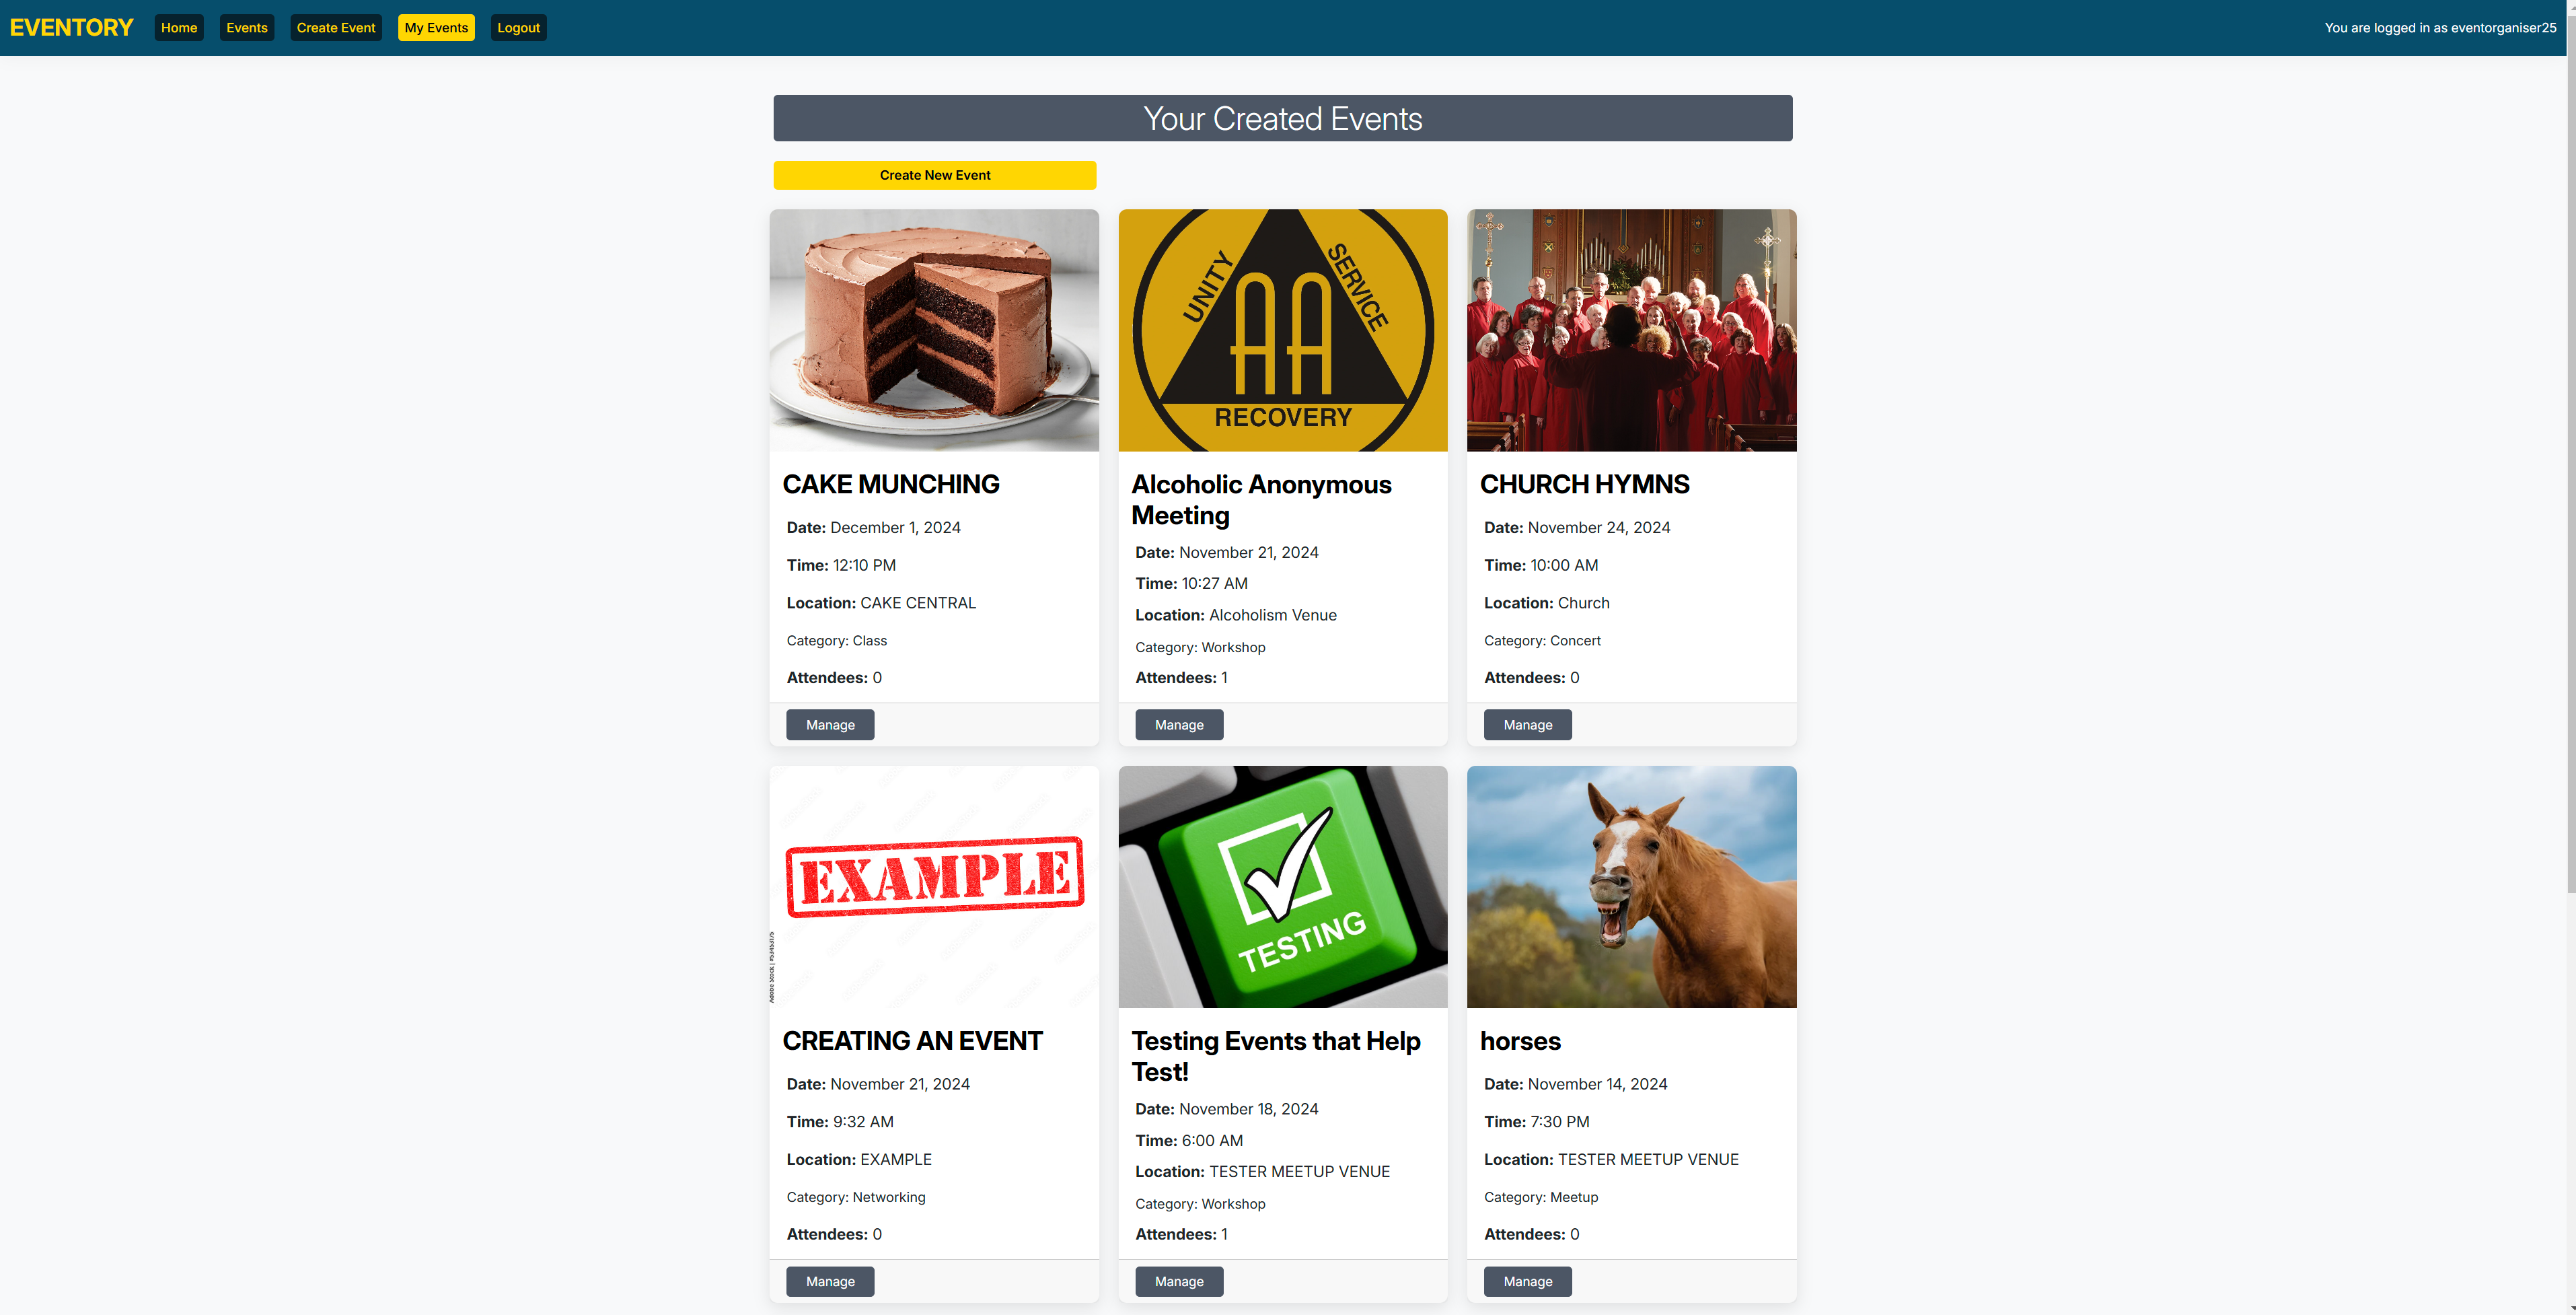 EVENTORY Home Events Create Event My Events Logout You are logged in as eventorganiser25
Your Created Events
Create New Event
UNITY
SERVICE
AA
RECOVERY
CAKE MUNCHING
Date: December 1, 2024
Time: 12:10 PM
Location: CAKE CENTRAL
Category: Class
Attendees: 0
Manage
Alcoholic Anonymous
Meeting
Date: November 21, 2024
Time: 10:27 AM
Location: Alcoholism Venue
Category: Workshop
Attendees: 1
Manage
CHURCH HYMNS
Date: November 24, 2024
Time: 10:00 AM
Location: Church
Category: Concert
Attendees: 0
Manage
EXAMPLE
CREATING AN EVENT
Date: November 21, 2024
Time: 9:32 AM
Location: EXAMPLE
Category: Networking
Attendees: 0
Manage
TESTING
Testing Events that Help
Test!
Date: November 18, 2024
Time: 6:00 AM
Location: TESTER MEETUP VENUE
Category: Workshop
Attendees: 1
Manage
horses
Date: November 14, 2024
Time: 7:30 PM
Location: TESTER MEETUP VENUE
Category: Meetup
Attendees: 0
Manage